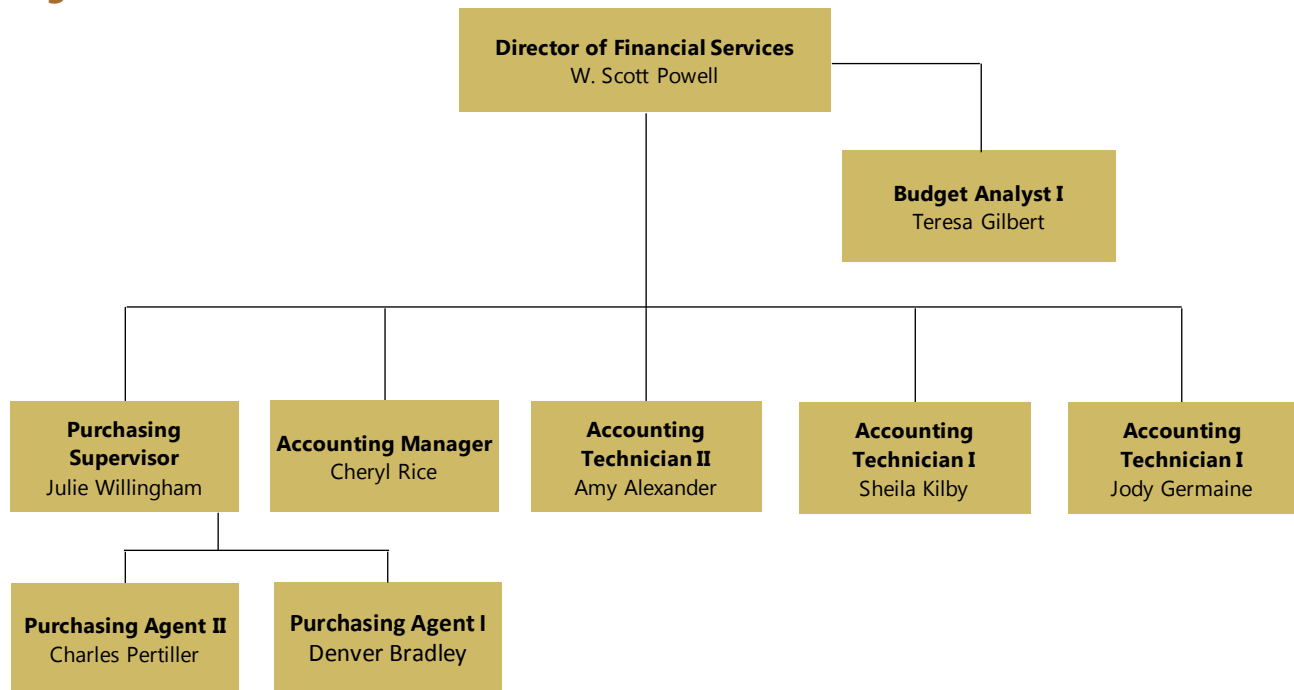 Director of Financial Services
W. Scott Powell
Budget Analyst I
Teresa Gilbert
Purchasing
Supervisor
Julie Willingham
Accounting Manager
Cheryl Rice
Accounting
Technician II
Amy Alexander
Accounting
Technician I
Sheila Kilby
Accounting
Technician I
Jody Germaine
Purchasing Agent II
Charles Pertiller
Purchasing Agent I
Denver Bradley